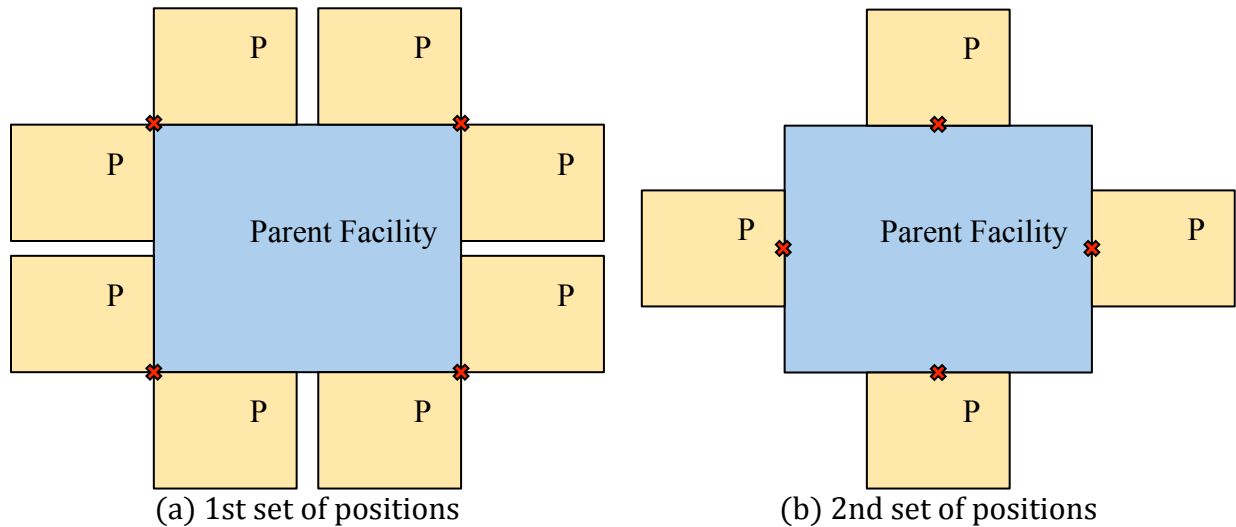 P P P
P P P P
Parent Facility Parent Facility
P P
P P
P P P
(a) 1st set of positions (b) 2nd set of positions